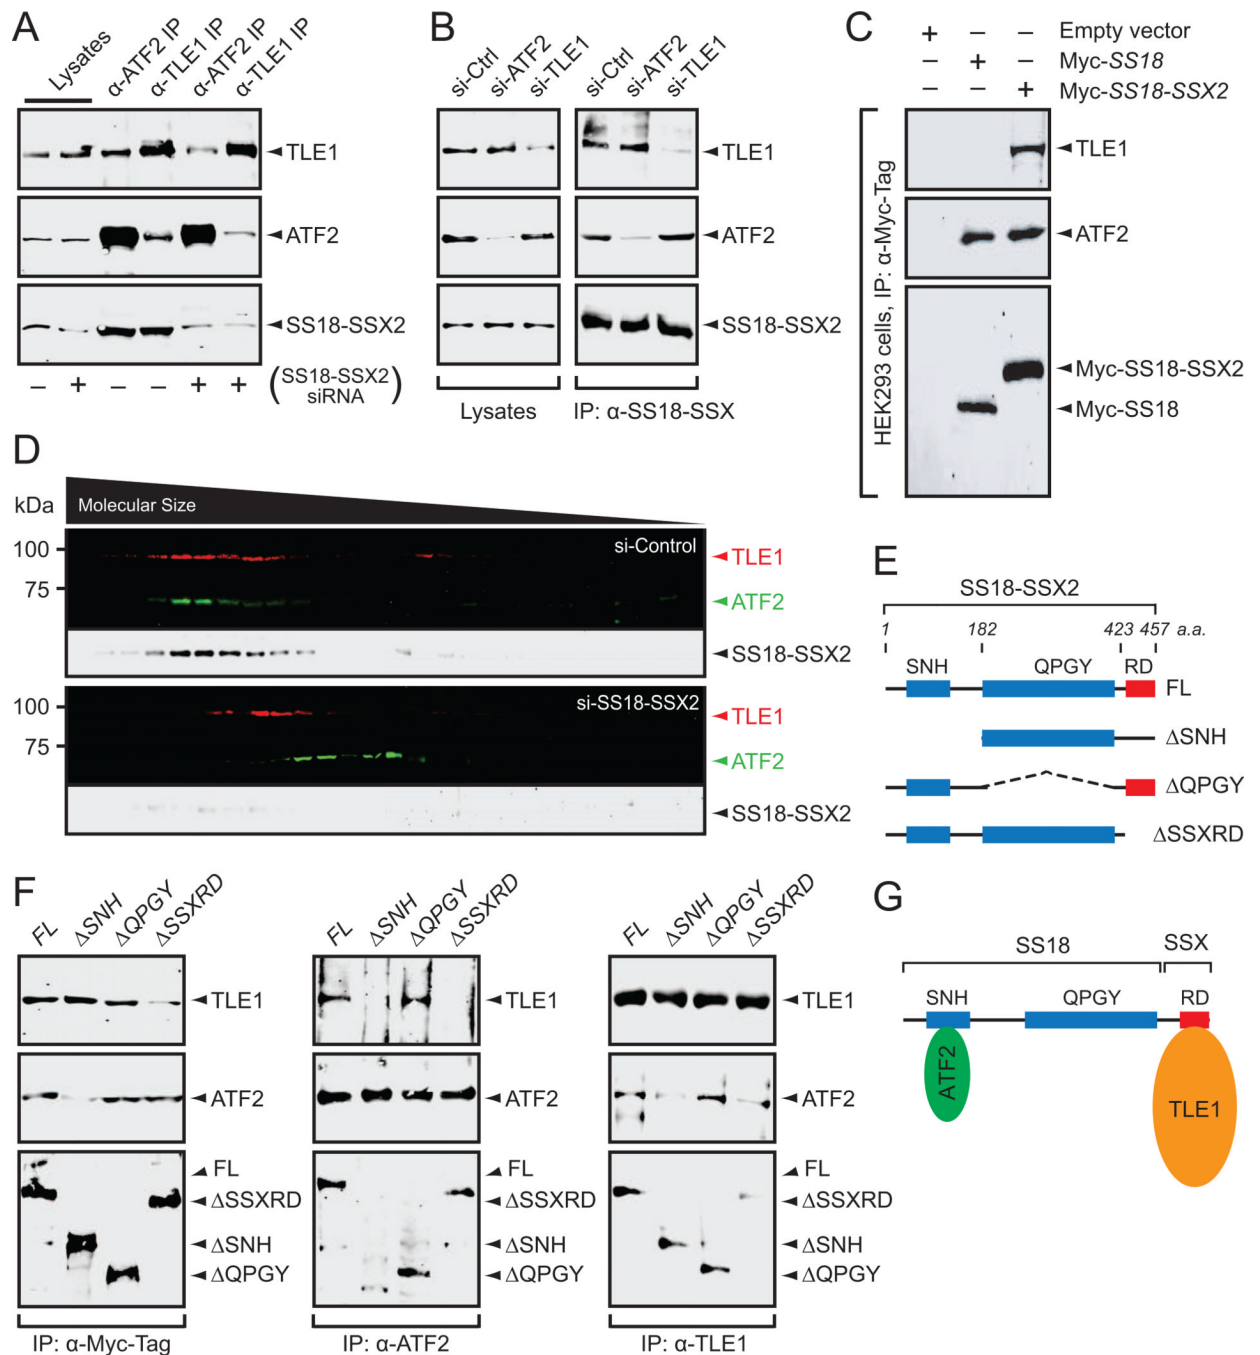 A
Lysates
α-ATF2 IP
α-TLE1 IP
α-ATF2 IP
α-TLE1 IP
TLE1
ATF2
SS18-SSX2
– + – – + +
(SS18-SSX2 siRNA)
B
si-Ctrl
si-ATF2
si-TLE1
si-Ctrl
si-ATF2
si-TLE1
TLE1
ATF2
SS18-SSX2
Lysates
IP: α-SS18-SSX
C
+ – – Empty vector
– + – Myc-SS18
– – + Myc-SS18-SSX2
HEK293 cells, IP: α-Myc-Tag
TLE1
ATF2
Myc-SS18-SSX2
Myc-SS18
D
kDa
Molecular Size
si-Control
100
75
TLE1
ATF2
SS18-SSX2
si-SS18-SSX2
100
75
TLE1
ATF2
SS18-SSX2
E
SS18-SSX2
1 182 423 457 a.a.
SNH QPGY RD
FL
ΔSNH
ΔQPGY
ΔSSXRD
F
FL
ΔSNH
ΔQPGY
ΔSSXRD
TLE1
ATF2
FL
ΔSSXRD
ΔSNH
ΔQPGY
IP: α-Myc-Tag
FL
ΔSNH
ΔQPGY
ΔSSXRD
TLE1
ATF2
FL
ΔSSXRD
ΔSNH
ΔQPGY
IP: α-ATF2
FL
ΔSNH
ΔQPGY
ΔSSXRD
TLE1
ATF2
FL
ΔSSXRD
ΔSNH
ΔQPGY
IP: α-TLE1
G
SS18 SSX
SNH QPGY RD
ATF2
TLE1